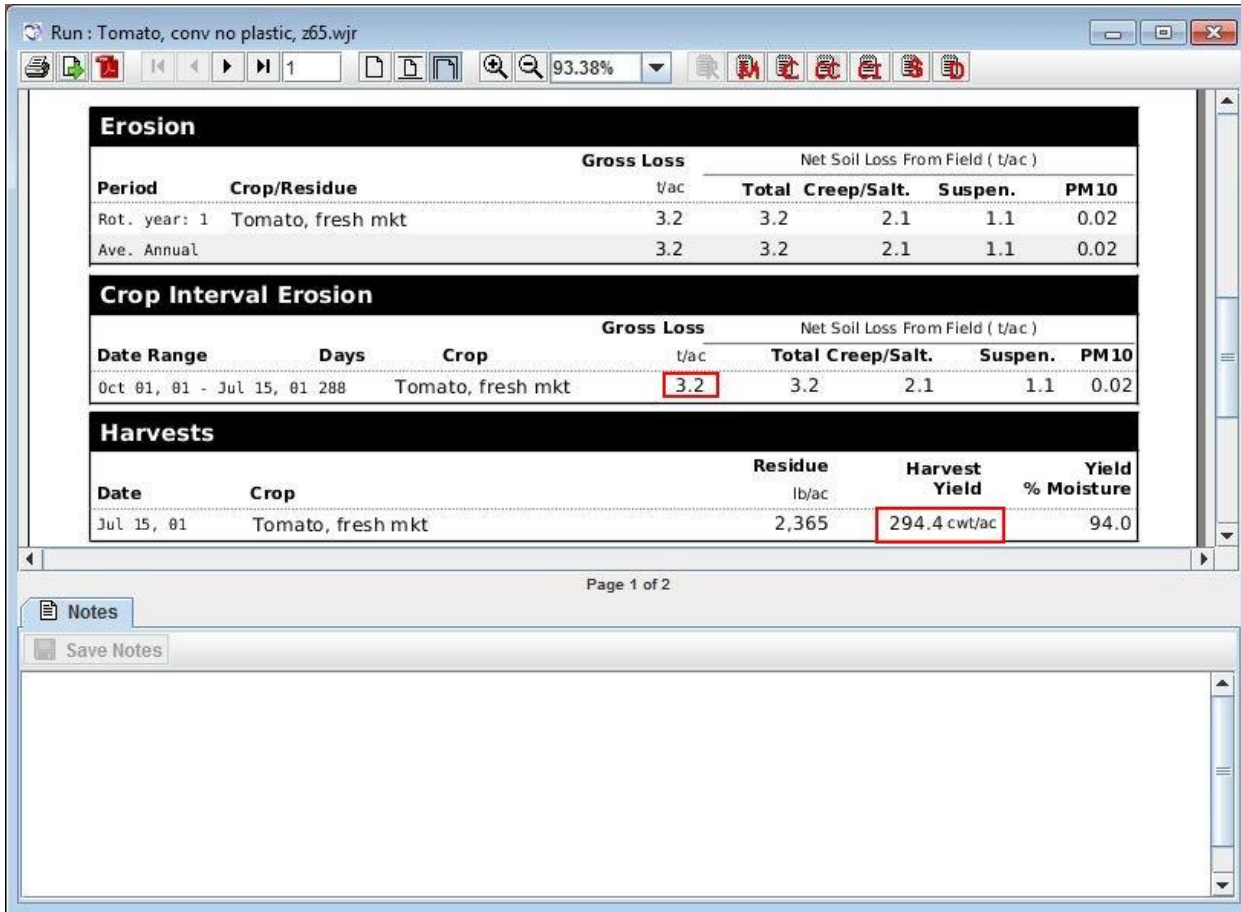 Run : Tomato, conv no plastic, z65.wjr
1 93.38%
Erosion
Gross Loss Net Soil Loss From Field ( t/ac )
Period Crop/Residue t/ac Total Creep/Salt. Suspen. PM10
Rot. year: 1 Tomato, fresh mkt 3.2 3.2 2.1 1.1 0.02
Ave. Annual 3.2 3.2 2.1 1.1 0.02
Crop Interval Erosion
Gross Loss Net Soil Loss From Field ( t/ac )
Date Range Days Crop t/ac Total Creep/Salt. Suspen. PM10
Oct 01, 01 - Jul 15, 01 288 Tomato, fresh mkt 3.2 3.2 2.1 1.1 0.02
Harvests
Residue Harvest Yield
Date Crop lb/ac Yield % Moisture
Jul 15, 01 Tomato, fresh mkt 2,365 294.4 cwt/ac 94.0
Page 1 of 2
Notes
Save Notes